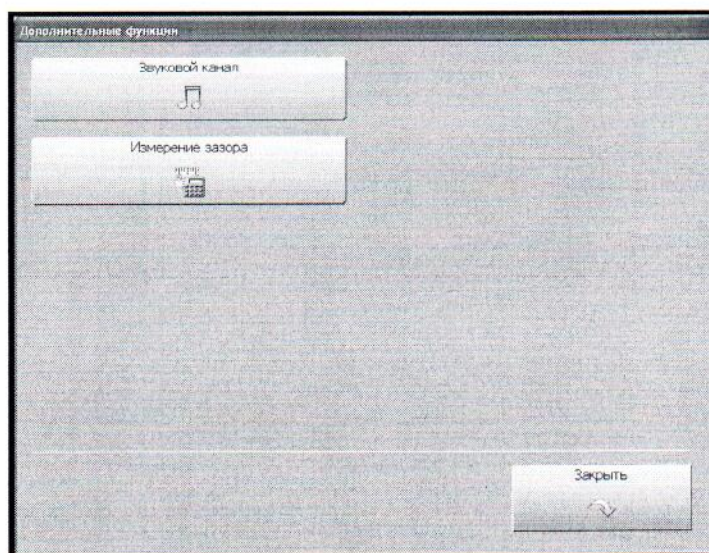 Дополнительные функции
Звуковой канал
Измерение зазора
Закрыть